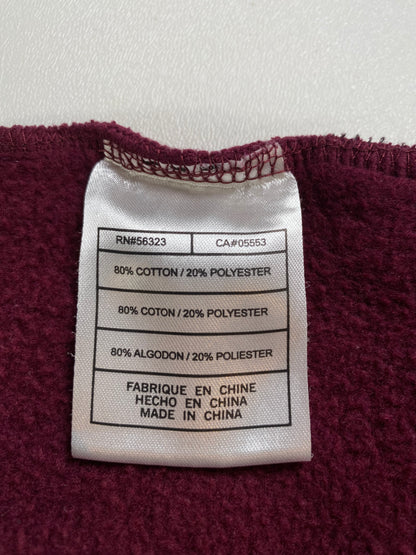 RN#56323 CA#05553
80% COTTON / 20% POLYESTER
80% COTON / 20% POLYESTER
80% ALGODON / 20% POLIESTER
FABRIQUE EN CHINE
HECHO EN CHINA
MADE IN CHINA